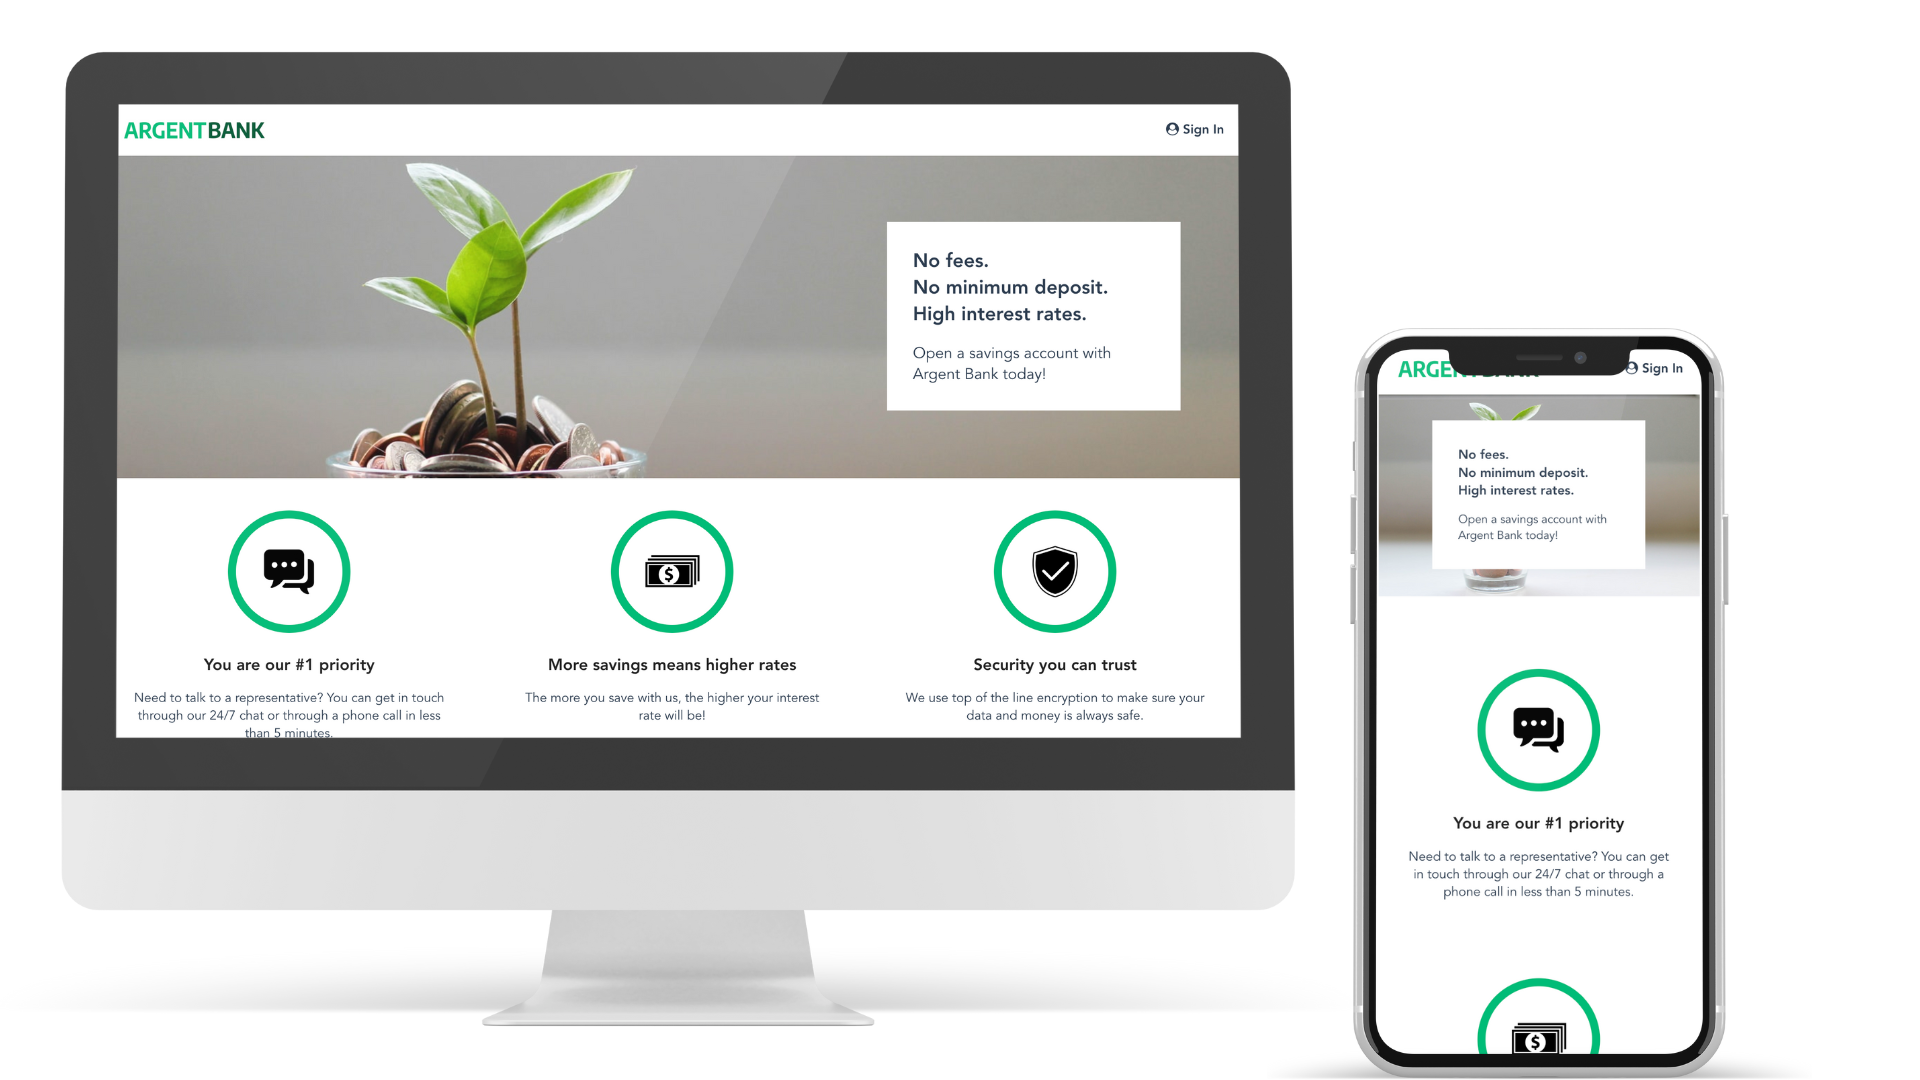 ARGENTBANK
Sign In
No fees.
No minimum deposit.
High interest rates.
Open a savings account with
Argent Bank today!
You are our #1 priority
Need to talk to a representative? You can get in touch
through our 24/7 chat or through a phone call in less
than 5 minutes.
More savings means higher rates
The more you save with us, the higher your interest
rate will be!
Security you can trust
We use top of the line encryption to make sure your
data and money is always safe.
Sign In
No fees.
No minimum deposit.
High interest rates.
Open a savings account with
Argent Bank today!
You are our #1 priority
Need to talk to a representative? You can get
in touch through our 24/7 chat or through a
phone call in less than 5 minutes.